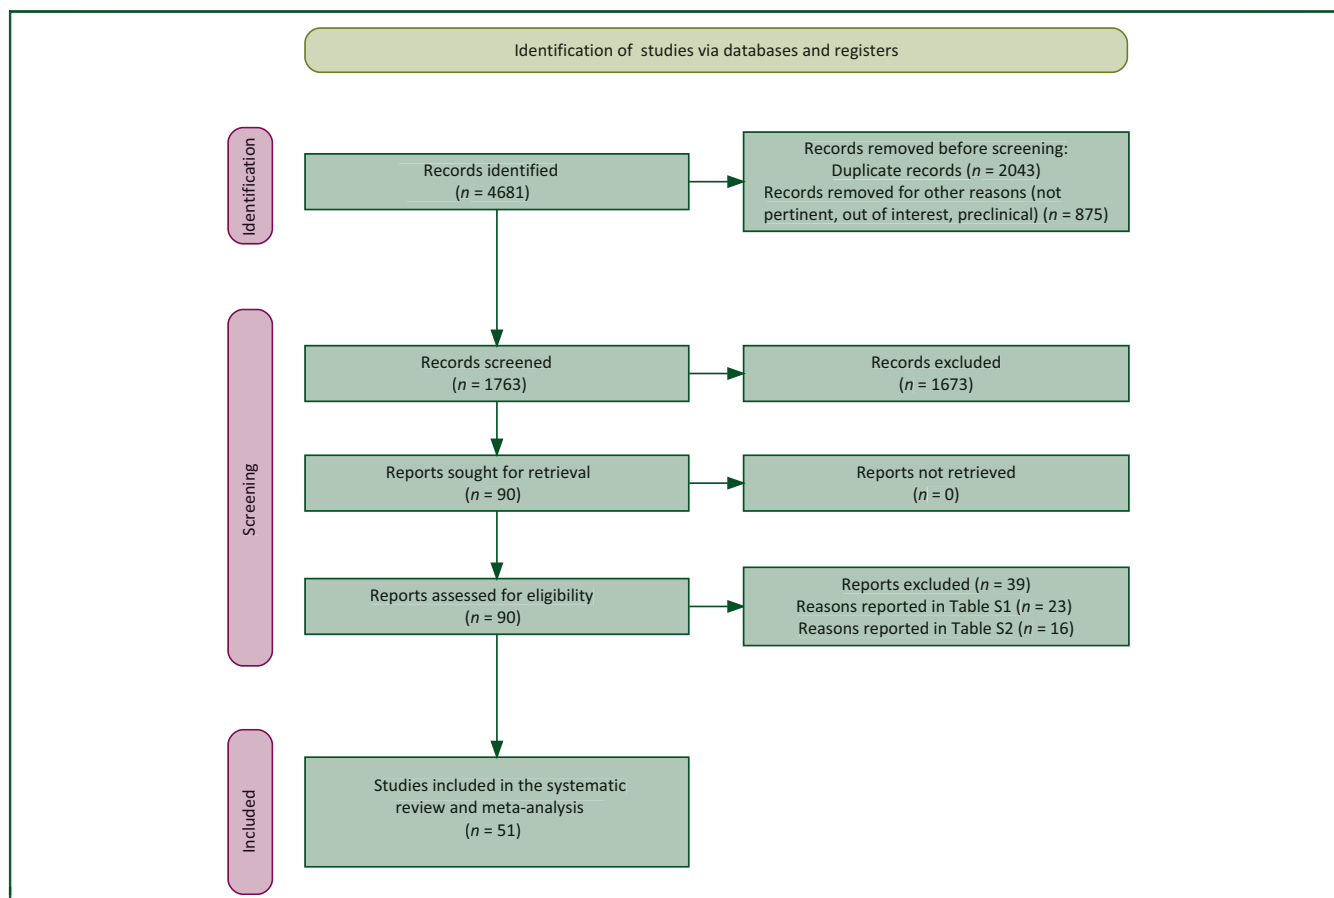 Identification of studies via databases and registers
Identification
Records identified
(n = 4681)
Records removed before screening:
Duplicate records (n = 2043)
Records removed for other reasons (not
pertinent, out of interest, preclinical) (n = 875)
Screening
Records screened
(n = 1763)
Records excluded
(n = 1673)
Reports sought for retrieval
(n = 90)
Reports not retrieved
(n = 0)
Reports assessed for eligibility
(n = 90)
Reports excluded (n = 39)
Reasons reported in Table S1 (n = 23)
Reasons reported in Table S2 (n = 16)
Included
Studies included in the systematic
review and meta-analysis
(n = 51)